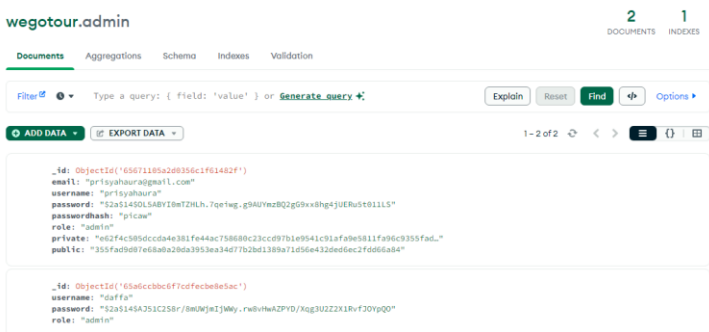 wegotour.admin
2 1
DOCUMENTS INDEXES
Documents Aggregations Schema Indexes Validation
Filter Type a query: { field: 'value' } or Generate query Explain Reset Find </> Options
ADD DATA EXPORT DATA 1 – 2 of 2 {}
_id: ObjectId('65671105a2d0356c1f61482f')
email: "prisyahaura@gmail.com"
username: "prisyahaura"
password: "$2a$14$OL5ABYI0mTZHLh.7qeiwg.g9AUYmzBQ2gG9xx8hg4jUERuSt011LS"
passwordhash: "picaw"
role: "admin"
private: "e62f4c505dccda4e381fe44ac758680c23ccd97b1e9541c91afa9e5811fa96c9355fad…"
public: "355fad9d07e68a0a20da3953ea34d77b2bd1389a71d56e432ded6ec2fdd66a84"
_id: ObjectId('65a6ccbbc6f7cdfecbe8e5ac')
username: "daffa"
password: "$2a$14$AJ51C2S8r/8mUWjmIjWWy.rw8vHwAZPYD/Xqg3U2Z2X1RvfJOYpQO"
role: "admin"